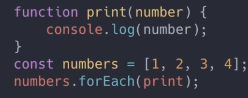 function print(number) {
    console.log(number);
}
const numbers = [1, 2, 3, 4];
numbers.forEach(print);